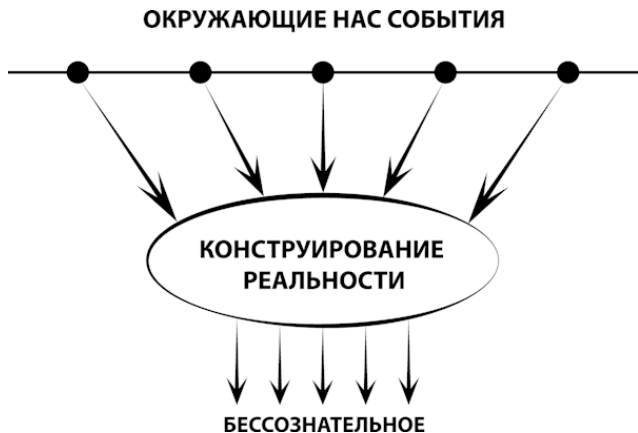 ОКРУЖАЮЩИЕ НАС СОБЫТИЯ
КОНСТРУИРОВАНИЕ
РЕАЛЬНОСТИ
БЕССОЗНАТЕЛЬНОЕ